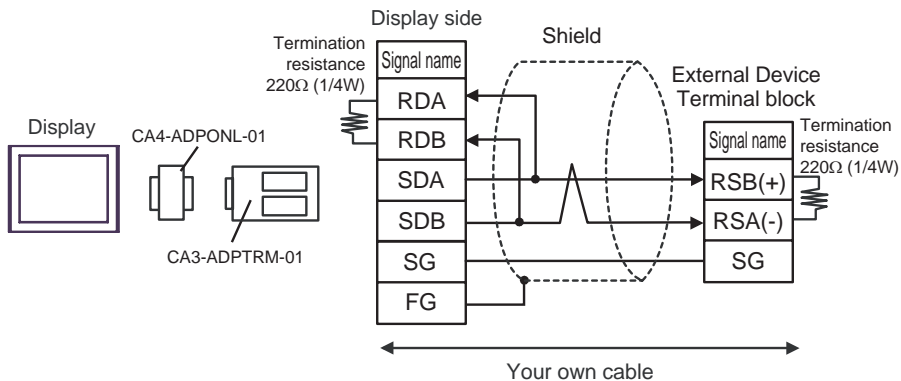 Display side
Termination
resistance
220Ω (1/4W)
Shield
Signal name
RDA
RDB
SDA
SDB
SG
FG
External Device
Terminal block
Signal name
RSB(+)
RSA(-)
SG
Termination
resistance
220Ω (1/4W)
Display
CA4-ADPONL-01
CA3-ADPTRM-01
Your own cable